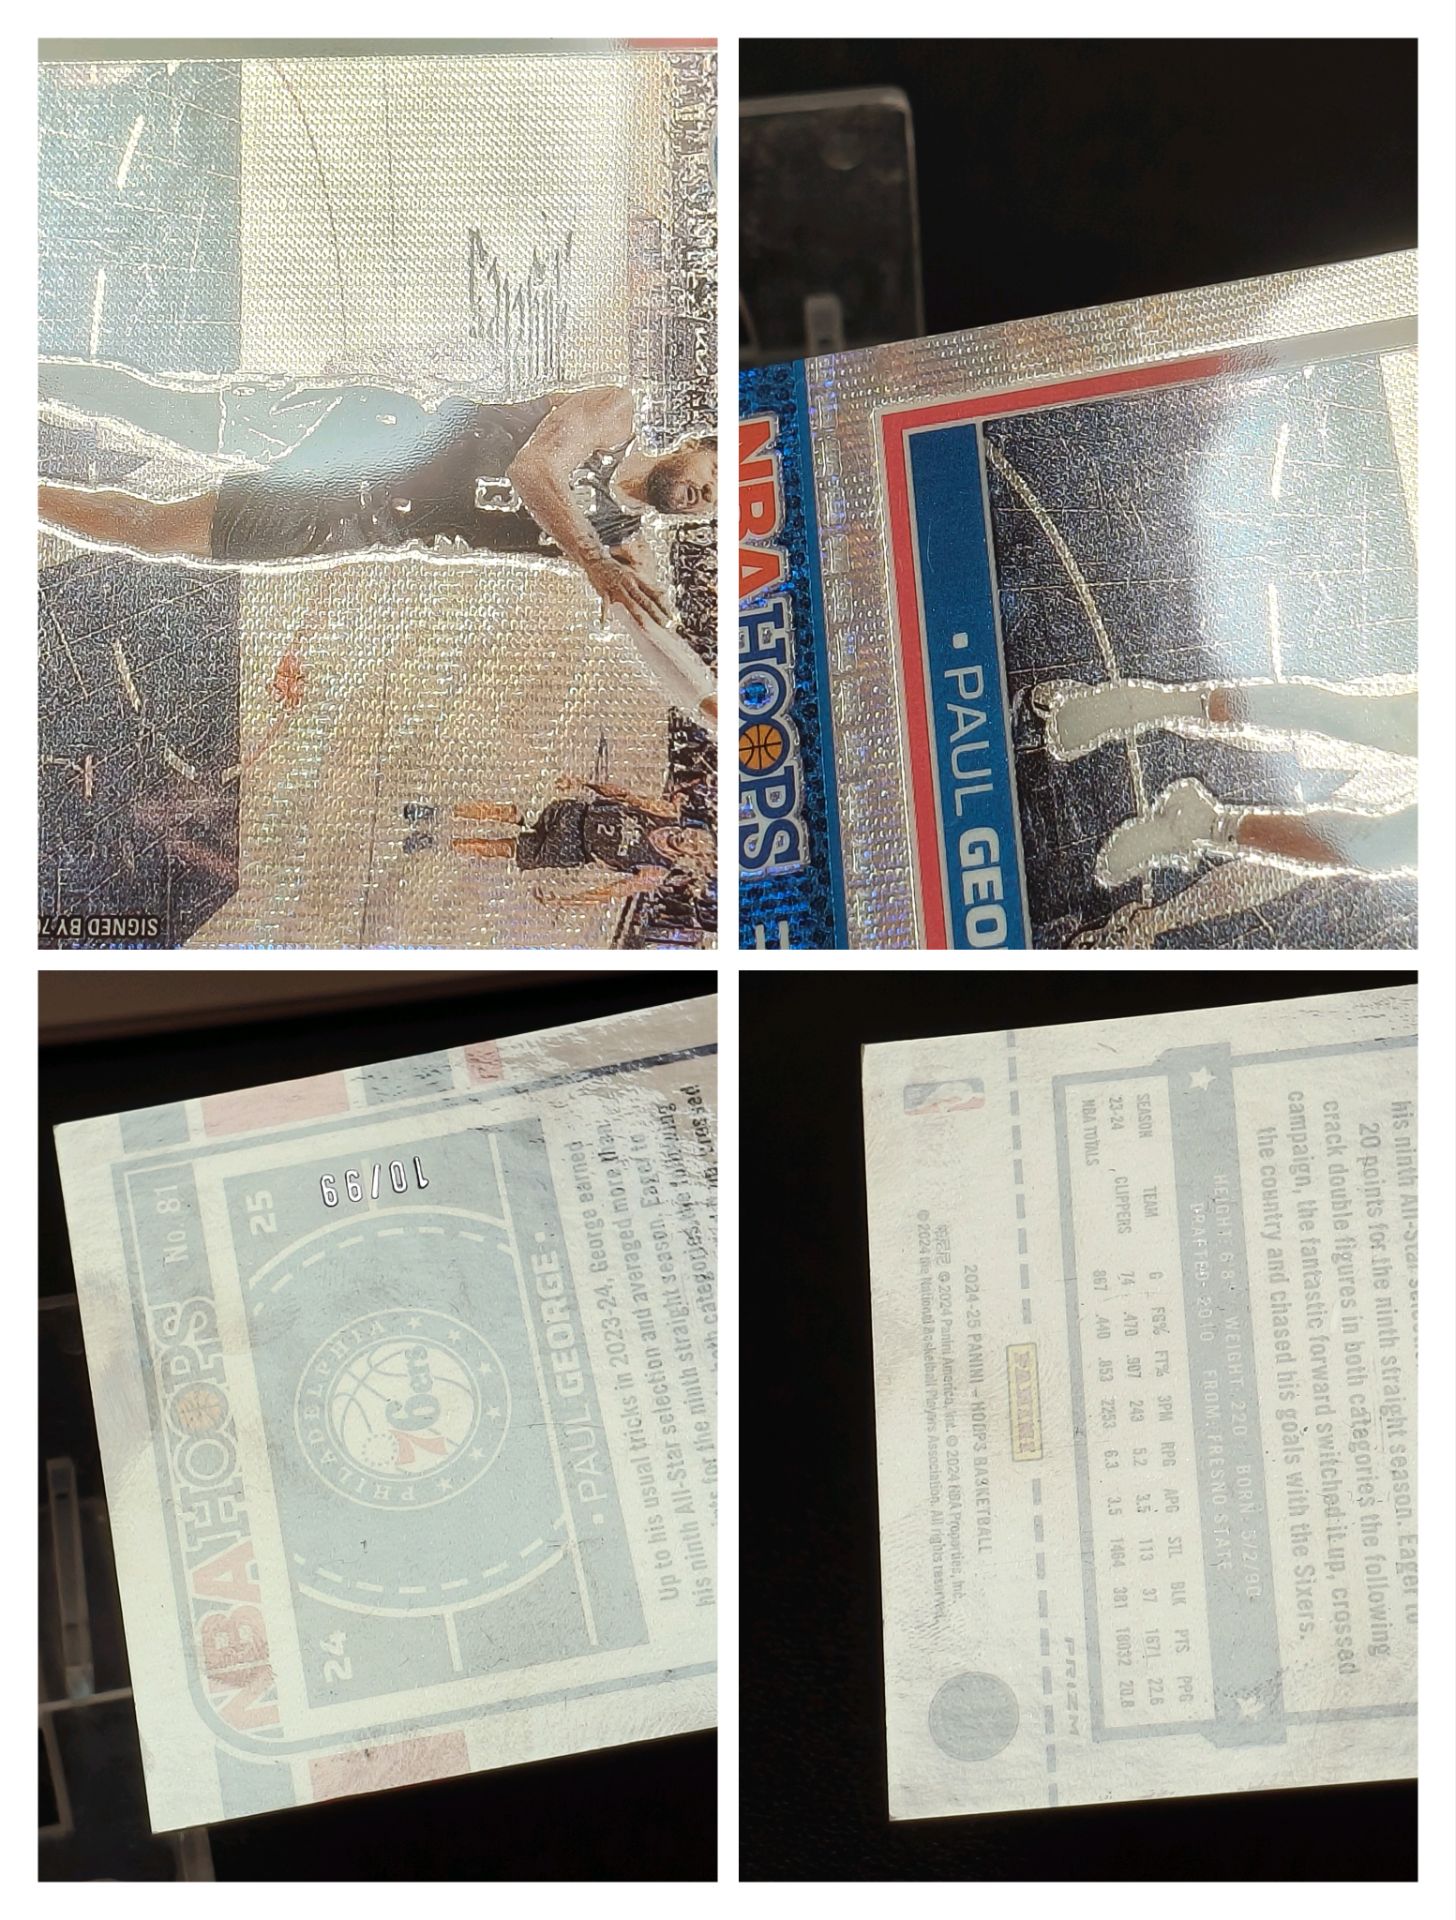 SIGNED BY 76
13
2
NBA HOOPS
• PAUL GEO
No. 81
NBA HOOPS
24
25
10/99
PHILADELPHIA
76ers
• PAUL GEORGE •
Up to his usual tricks in 2023-24, George earned
his ninth All-Star selection and averaged more than
20 points for the ninth straight season. Eager to
crack double figures in both categories the following
campaign, the fantastic forward switched it up, crossed
the country and chased his goals with the Sixers.
HEIGHT: 6'8" WEIGHT: 220 BORN: 5/2/90
DRAFTED: 2010 FROM: FRESNO STATE
SEASON TEAM G FG% FT% 3PM RPG APG STL BLK PTS PPG
23-24 CLIPPERS 74 .470 .907 243 5.2 3.5 113 37 1671 22.6
NBA TOTALS 867 .440 .853 2253 6.3 3.5 1464 381 18032 20.8
PRIZM
PANINI
2024-25 PANINI – HOOPS BASKETBALL
帕尼尼 © 2024 Panini America, Inc. © 2024 NBA Properties, Inc.
© 2024 the National Basketball Players Association. All rights reserved.